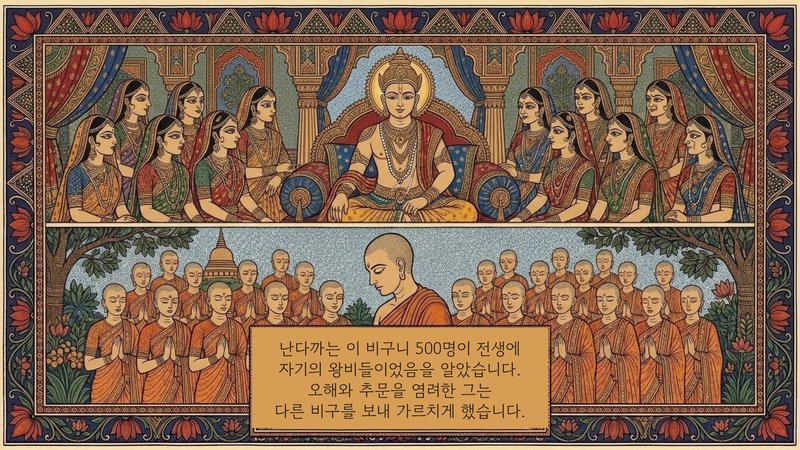 난다까는 이 비구니 500명이 전생에
자기의 왕비들이었음을 알았습니다.
오해와 추문을 염려한 그는
다른 비구를 보내 가르치게 했습니다.